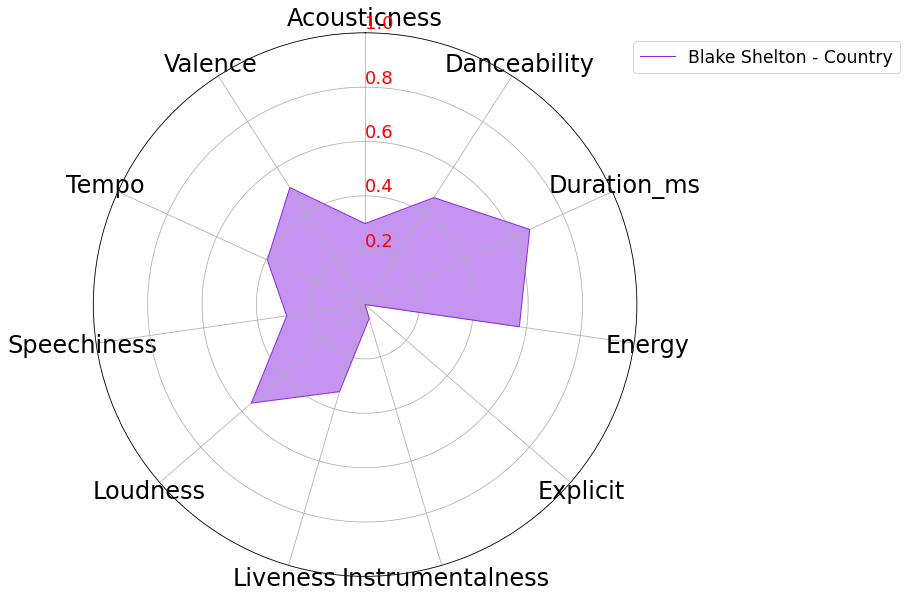 Acousticness
1.0
Blake Shelton - Country
Valence
Danceability
0.8
0.6
Tempo
Duration_ms
0.4
0.2
Speechiness
Energy
Loudness
Explicit
Liveness
Instrumentalness